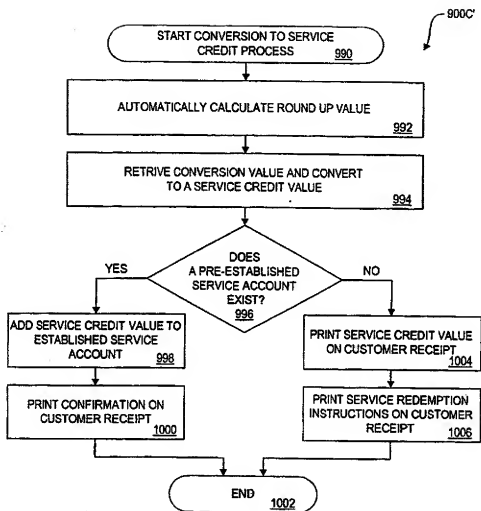 900C'
START CONVERSION TO SERVICE
CREDIT PROCESS
990
AUTOMATICALLY CALCULATE ROUND UP VALUE
992
RETRIVE CONVERSION VALUE AND CONVERT
TO A SERVICE CREDIT VALUE
994
DOES
A PRE-ESTABLISHED
SERVICE ACCOUNT
EXIST?
996
YES
NO
ADD SERVICE CREDIT VALUE TO
ESTABLISHED SERVICE
ACCOUNT
998
PRINT SERVICE CREDIT VALUE
ON CUSTOMER RECEIPT
1004
PRINT CONFIRMATION ON
CUSTOMER RECEIPT
1000
PRINT SERVICE REDEMPTION
INSTRUCTIONS ON CUSTOMER
RECEIPT
1006
END
1002